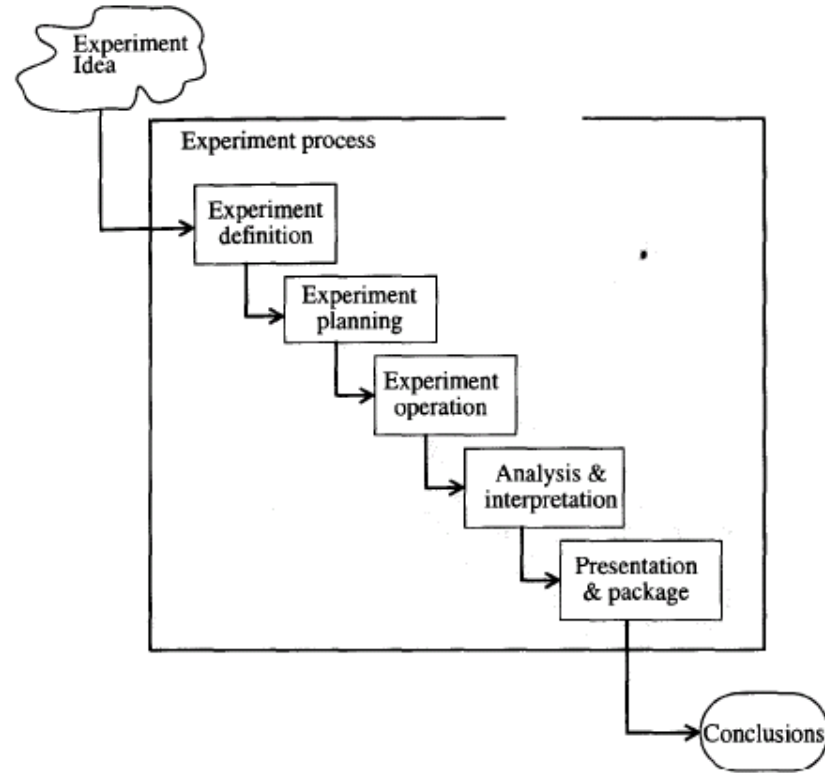 Experiment
Idea
Experiment process
Experiment
definition
Experiment
planning
Experiment
operation
Analysis &
interpretation
Presentation
& package
Conclusions